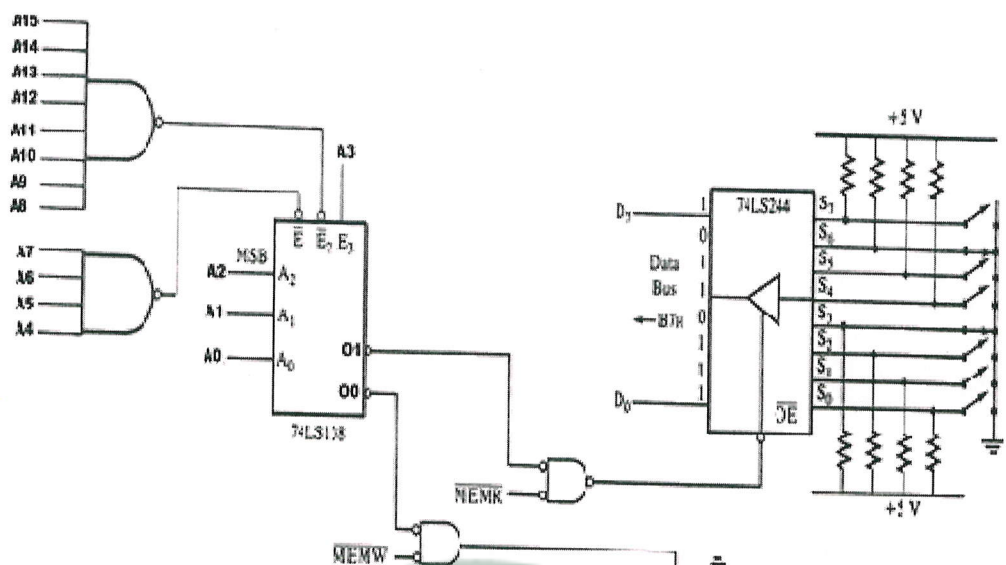 A15
A14
A13
A12
A11
A10
A9
A8
A7
A6
A5
A4
A3
E E₂ E₃
MSB
A2 A₂
A1 A₁
A0 A₀
O1
O0
74LS138
MEMW
+5 V
74LS244
D₇
1
0
1
1
0
1
1
1
Data
Bus
D₀
S₇
S₆
S₅
S₄
S₂
S₀
OE
+5 V